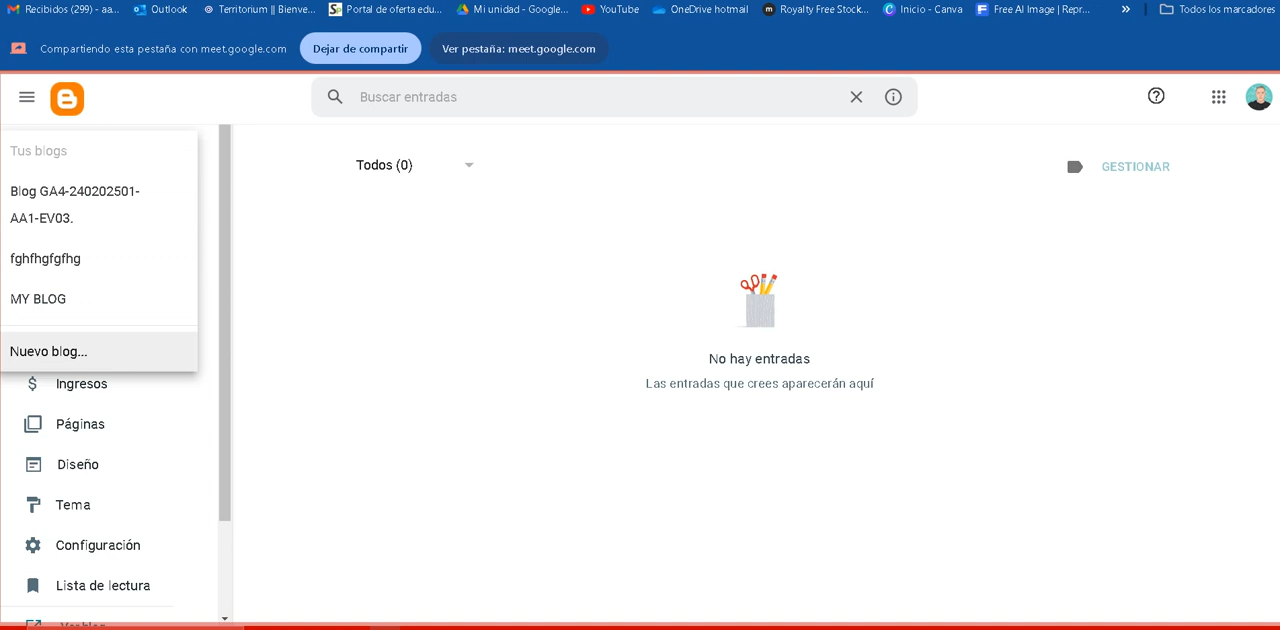 Recibidos (299) - aa...
Outlook
Territorium || Bienve...
Portal de oferta edu...
Mi unidad - Google...
YouTube
OneDrive hotmail
Royalty Free Stock...
Inicio - Canva
Free AI Image | Repr...
»
Todos los marcadores
Compartiendo esta pestaña con meet.google.com
Dejar de compartir
Ver pestaña: meet.google.com
Buscar entradas
Tus blogs
Blog GA4-240202501-
AA1-EV03.
fghfhgfgfhg
MY BLOG
Nuevo blog...
Ingresos
Páginas
Diseño
Tema
Configuración
Lista de lectura
Ver blog
Todos (0)
GESTIONAR
No hay entradas
Las entradas que crees aparecerán aquí